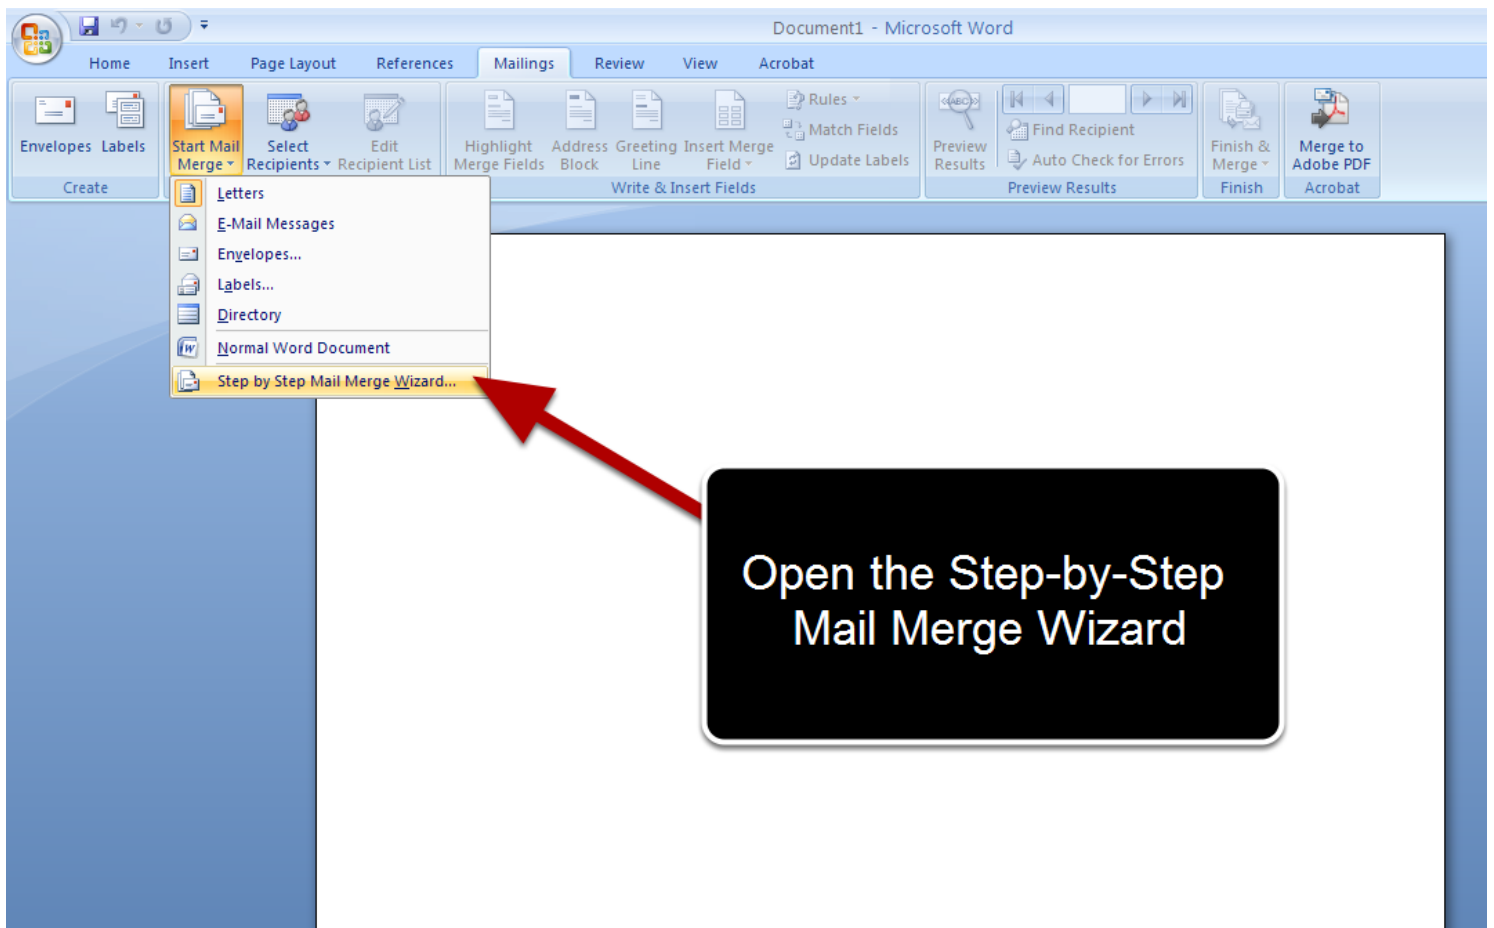 Document1 - Microsoft Word
Home Insert Page Layout References Mailings Review View Acrobat
Envelopes Labels
Start Mail Merge
Select Recipients
Edit Recipient List
Highlight Merge Fields
Address Block
Greeting Line
Insert Merge Field
Rules
Match Fields
Update Labels
«ABC»
Preview Results
Find Recipient
Auto Check for Errors
Finish & Merge
Merge to Adobe PDF
Create
Write & Insert Fields
Preview Results
Finish
Acrobat
Letters
E-Mail Messages
Envelopes...
Labels...
Directory
Normal Word Document
Step by Step Mail Merge Wizard...
Open the Step-by-Step
Mail Merge Wizard